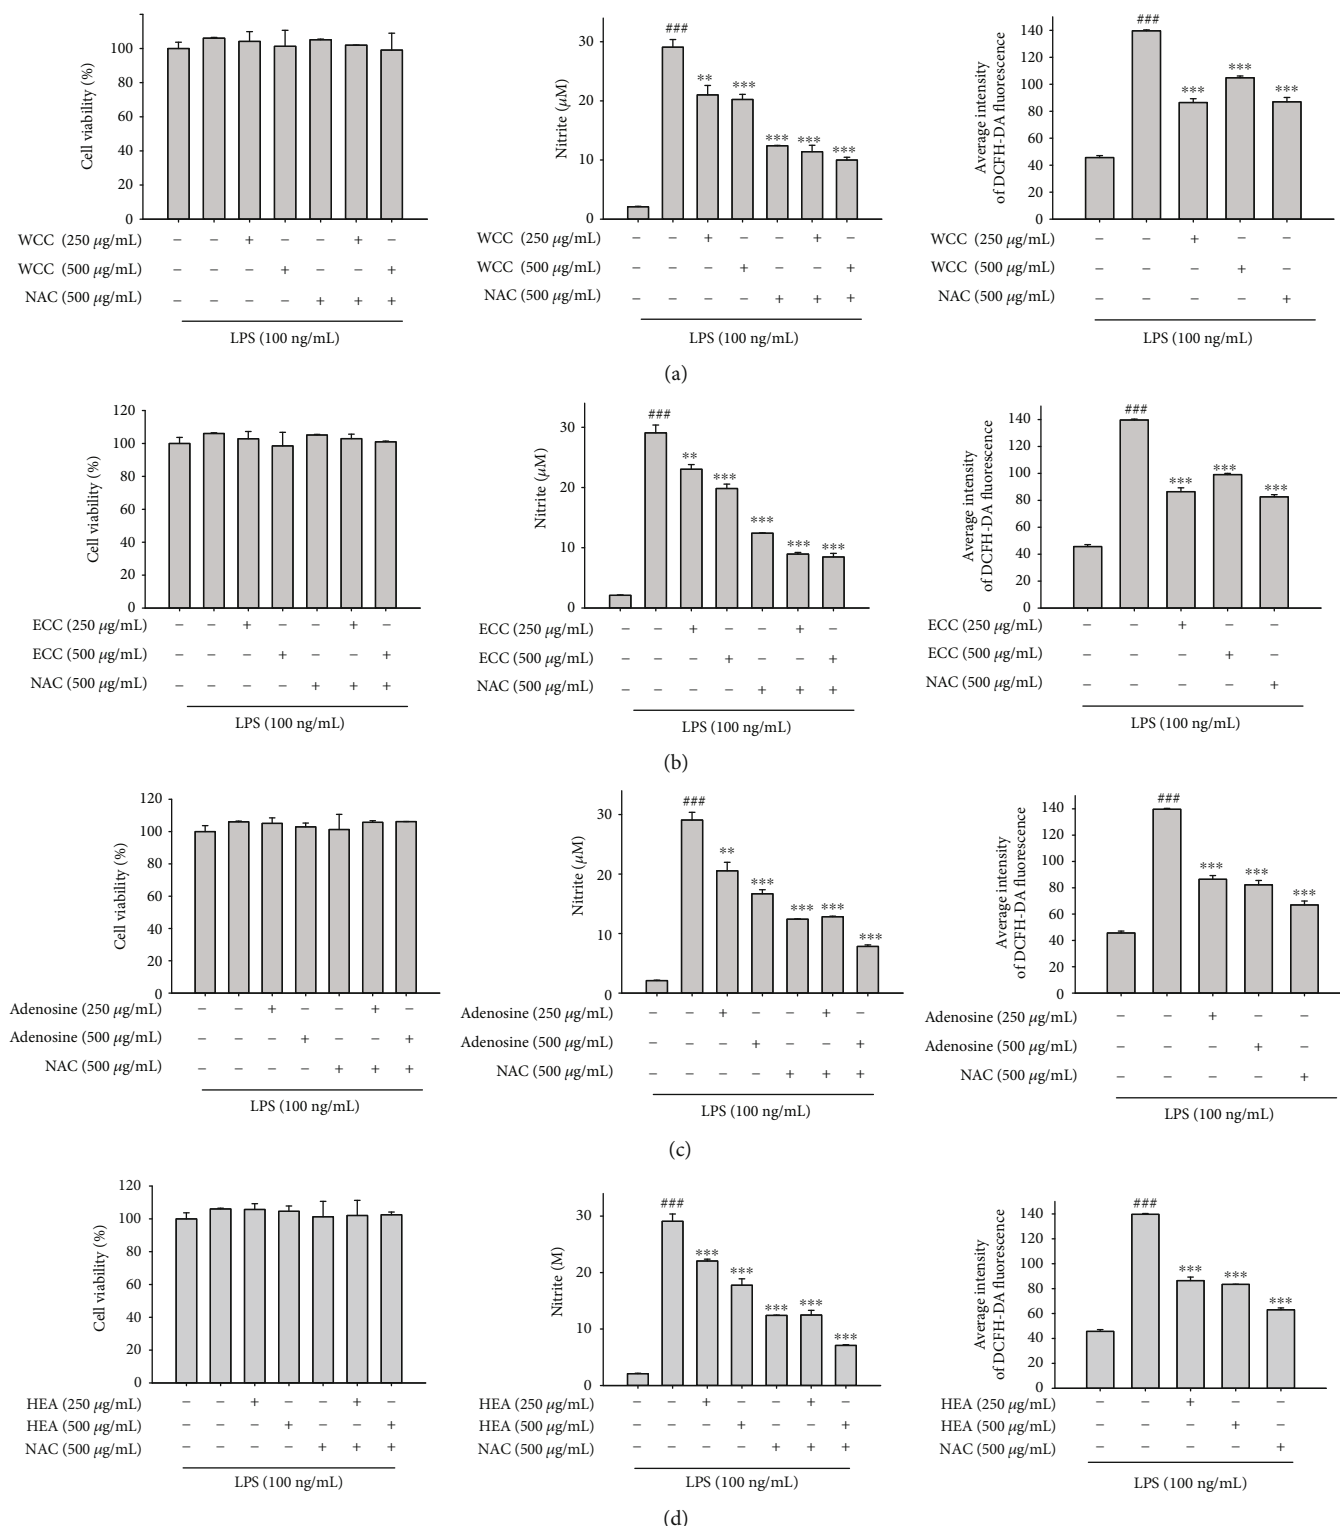 Cell viability (%)
100
80
60
40
20
0
WCC (250 μg/mL) – – + – – + –
WCC (500 μg/mL) – – – + – – +
NAC (500 μg/mL) – – – – + + +
LPS (100 ng/mL)
Nitrite (μM)
30
20
10
0
###
**
***
***
***
***
WCC (250 μg/mL) – – + – – + –
WCC (500 μg/mL) – – – + – – +
NAC (500 μg/mL) – – – – + + +
LPS (100 ng/mL)
Average intensity
of DCFH-DA fluorescence
140
120
100
80
60
40
20
0
###
***
***
***
WCC (250 μg/mL) – – + – –
WCC (500 μg/mL) – – – + –
NAC (500 μg/mL) – – – – +
LPS (100 ng/mL)
(a)
Cell viability (%)
120
100
80
60
40
20
0
ECC (250 μg/mL) – – + – – + –
ECC (500 μg/mL) – – – + – – +
NAC (500 μg/mL) – – – – + + +
LPS (100 ng/mL)
Nitrite (μM)
30
20
10
0
###
**
***
***
***
***
ECC (250 μg/mL) – – + – – + –
ECC (500 μg/mL) – – – + – – +
NAC (500 μg/mL) – – – – + + +
LPS (100 ng/mL)
Average intensity
of DCFH-DA fluorescence
140
120
100
80
60
40
20
0
###
***
***
***
ECC (250 μg/mL) – – + – –
ECC (500 μg/mL) – – – + –
NAC (500 μg/mL) – – – – +
LPS (100 ng/mL)
(b)
Cell viability (%)
120
100
80
60
40
20
0
Adenosine (250 μg/mL) – – + – – + –
Adenosine (500 μg/mL) – – – + – – +
NAC (500 μg/mL) – – – – + + +
LPS (100 ng/mL)
Nitrite (μM)
30
20
10
0
###
**
***
***
***
***
Adenosine (250 μg/mL) – – + – – + –
Adenosine (500 μg/mL) – – – + – – +
NAC (500 μg/mL) – – – – + + +
LPS (100 ng/mL)
Average intensity
of DCFH-DA fluorescence
140
120
100
80
60
40
20
0
###
***
***
***
Adenosine (250 μg/mL) – – + – –
Adenosine (500 μg/mL) – – – + –
NAC (500 μg/mL) – – – – +
LPS (100 ng/mL)
(c)
Cell viability (%)
120
100
80
60
40
20
0
HEA (250 μg/mL) – – + – – + –
HEA (500 μg/mL) – – – + – – +
NAC (500 μg/mL) – – – – + + +
LPS (100 ng/mL)
Nitrite (M)
30
20
10
0
###
***
***
***
***
***
HEA (250 μg/mL) – – + – – + –
HEA (500 μg/mL) – – – + – – +
NAC (500 μg/mL) – – – – + + +
LPS (100 ng/mL)
Average intensity
of DCFH-DA fluorescence
140
120
100
80
60
40
20
0
###
***
***
***
HEA (250 μg/mL) – – + – –
HEA (500 μg/mL) – – – + –
NAC (500 μg/mL) – – – – +
LPS (100 ng/mL)
(d)